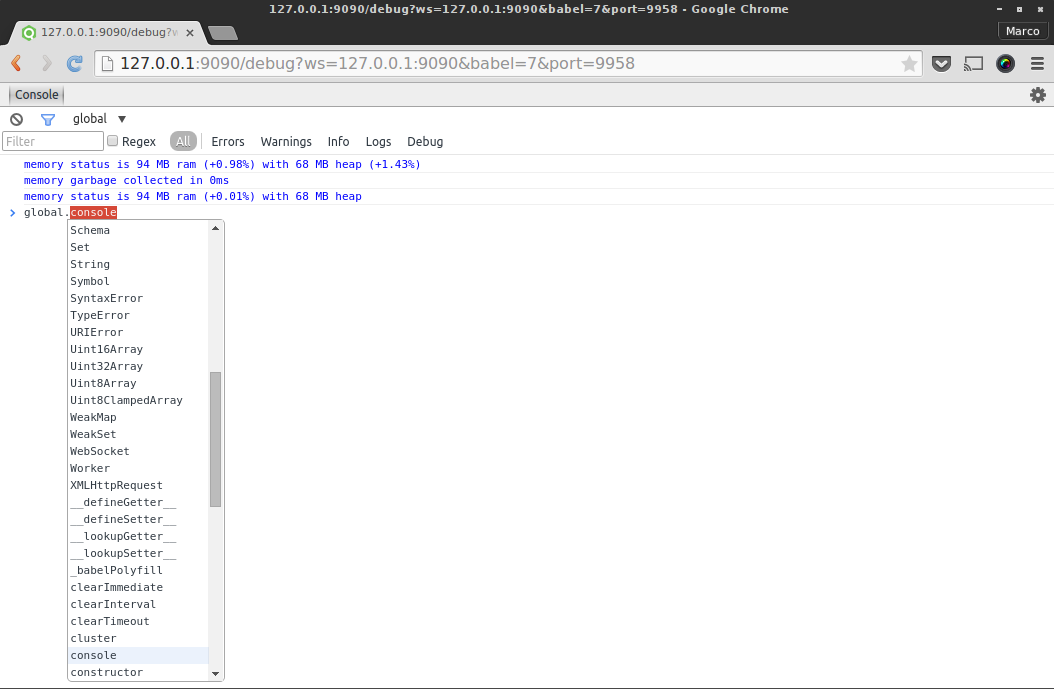 127.0.0.1:9090/debug?ws=127.0.0.1:9090&babel=7&port=9958 - Google Chrome
127.0.0.1:9090/debug?w
Marco
127.0.0.1:9090/debug?ws=127.0.0.1:9090&babel=7&port=9958
Console
global
Filter Regex All Errors Warnings Info Logs Debug
memory status is 94 MB ram (+0.98%) with 68 MB heap (+1.43%)
memory garbage collected in 0ms
memory status is 94 MB ram (+0.01%) with 68 MB heap
> global.console
Schema
Set
String
Symbol
SyntaxError
TypeError
URIError
Uint16Array
Uint32Array
Uint8Array
Uint8ClampedArray
WeakMap
WeakSet
WebSocket
Worker
XMLHttpRequest
__defineGetter__
__defineSetter__
__lookupGetter__
__lookupSetter__
_babelPolyfill
clearImmediate
clearInterval
clearTimeout
cluster
console
constructor